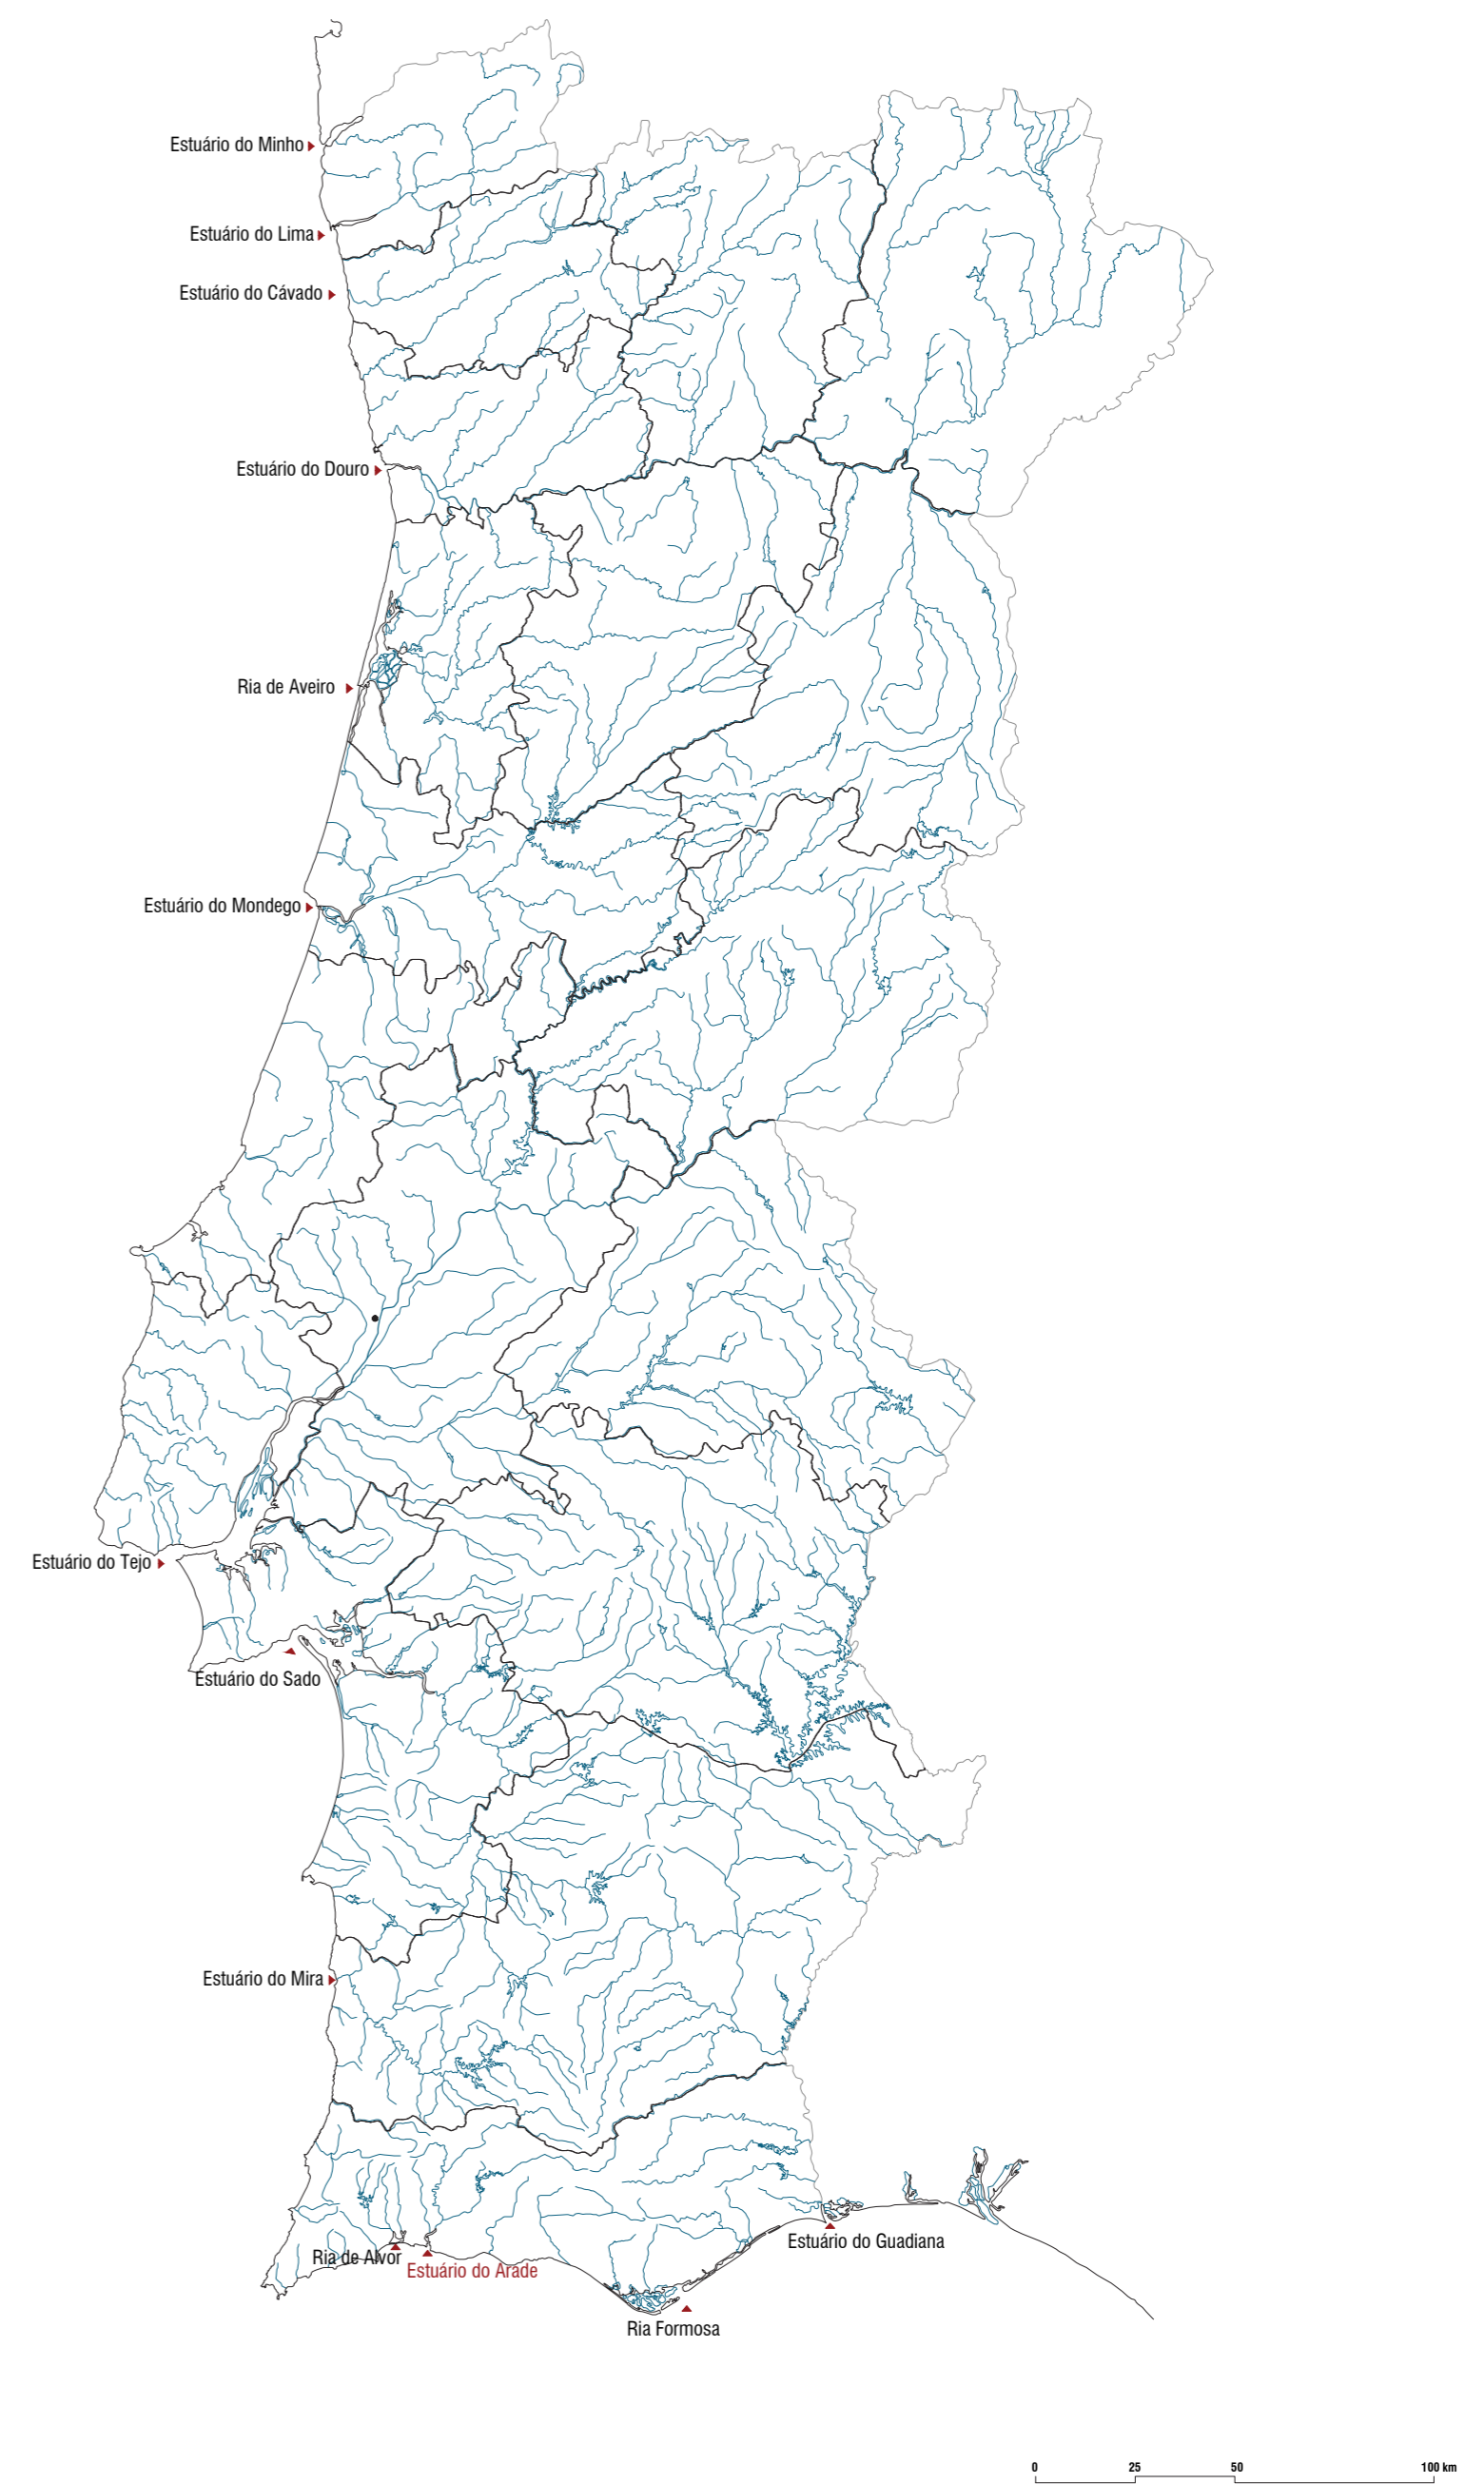 Estuário do Minho
Estuário do Lima
Estuário do Cávado
Estuário do Douro
Ria de Aveiro
Estuário do Mondego
Estuário do Tejo
Estuário do Sado
Estuário do Mira
Estuário do Guadiana
Ria de Alvor
Estuário do Arade
Ria Formosa
0 25 50 100 km